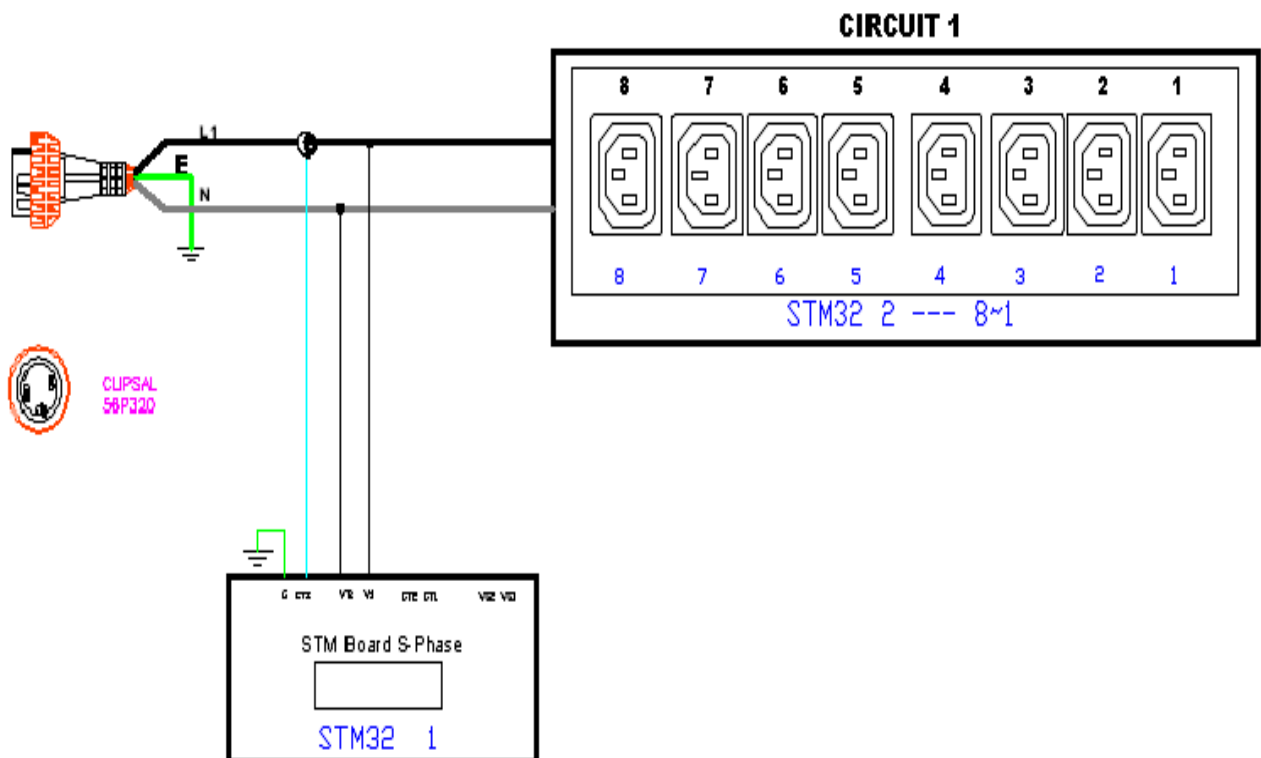 CIRCUIT 1
8 7 6 5 4 3 2 1
L1
E
N
8 7 6 5 4 3 2 1
STM32 2 --- 8~1
CLIPSAL
56P320
G
STM Board S-Phase
STM32 1